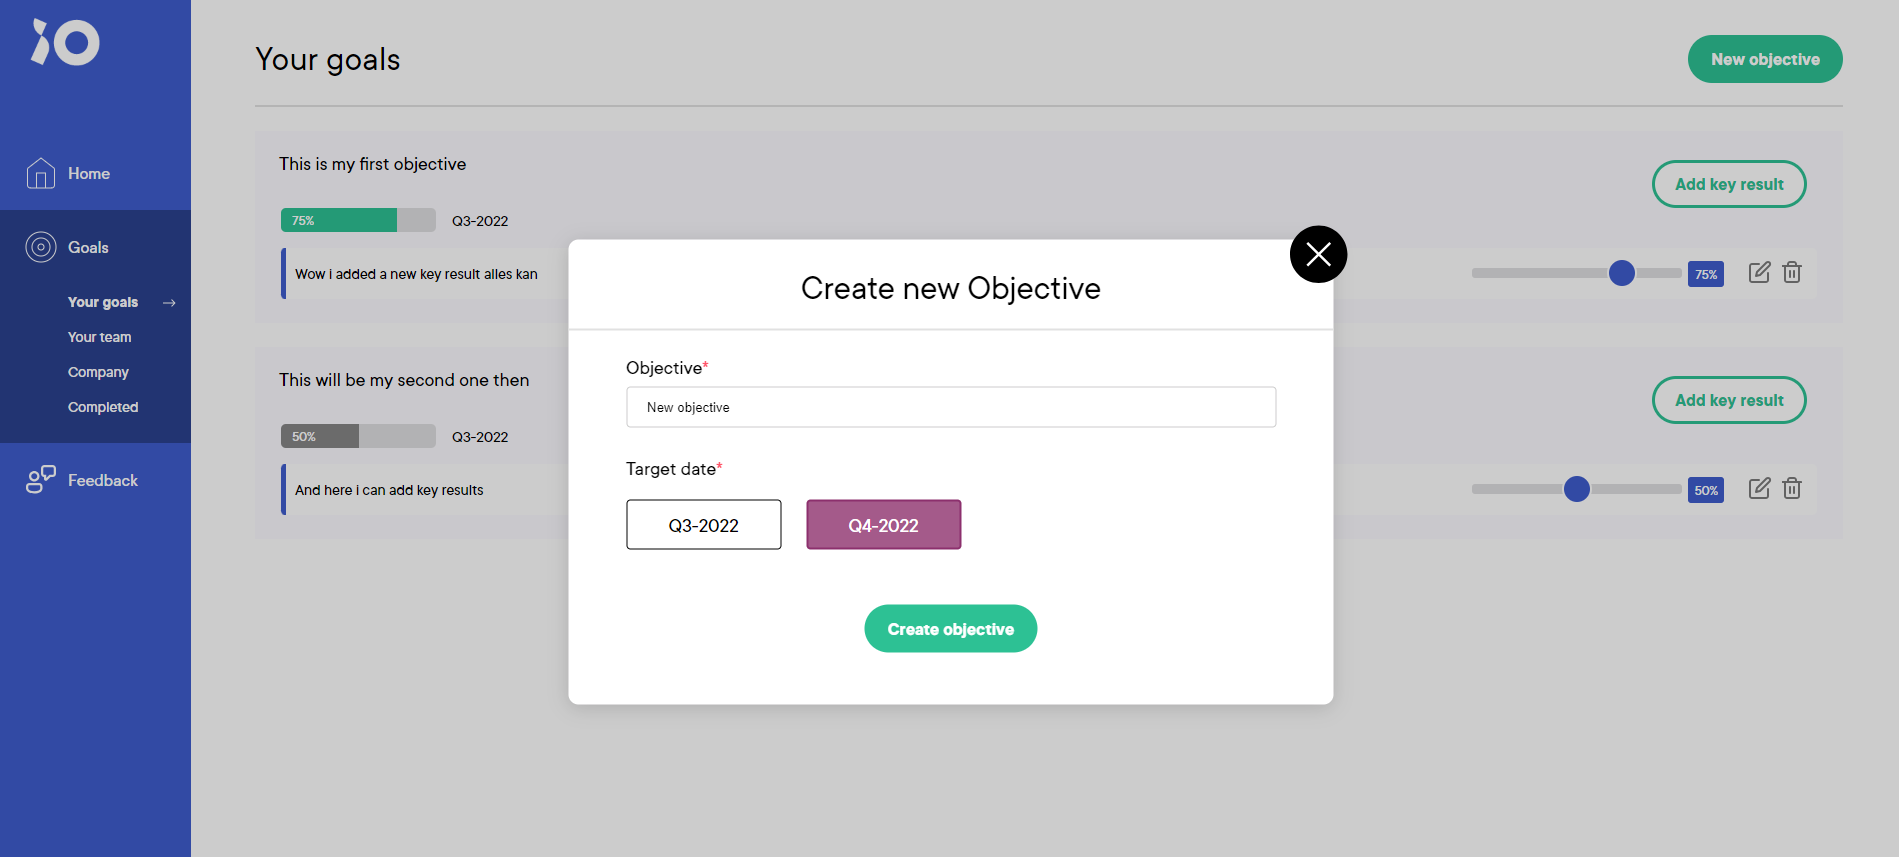 iO
Your goals
New objective
Home
Goals
Your goals
Your team
Company
Completed
Feedback
This is my first objective
Add key result
75%
Q3-2022
Wow i added a new key result alles kan
75%
This will be my second one then
Add key result
50%
Q3-2022
And here i can add key results
50%
Create new Objective
Objective*
New objective
Target date*
Q3-2022
Q4-2022
Create objective